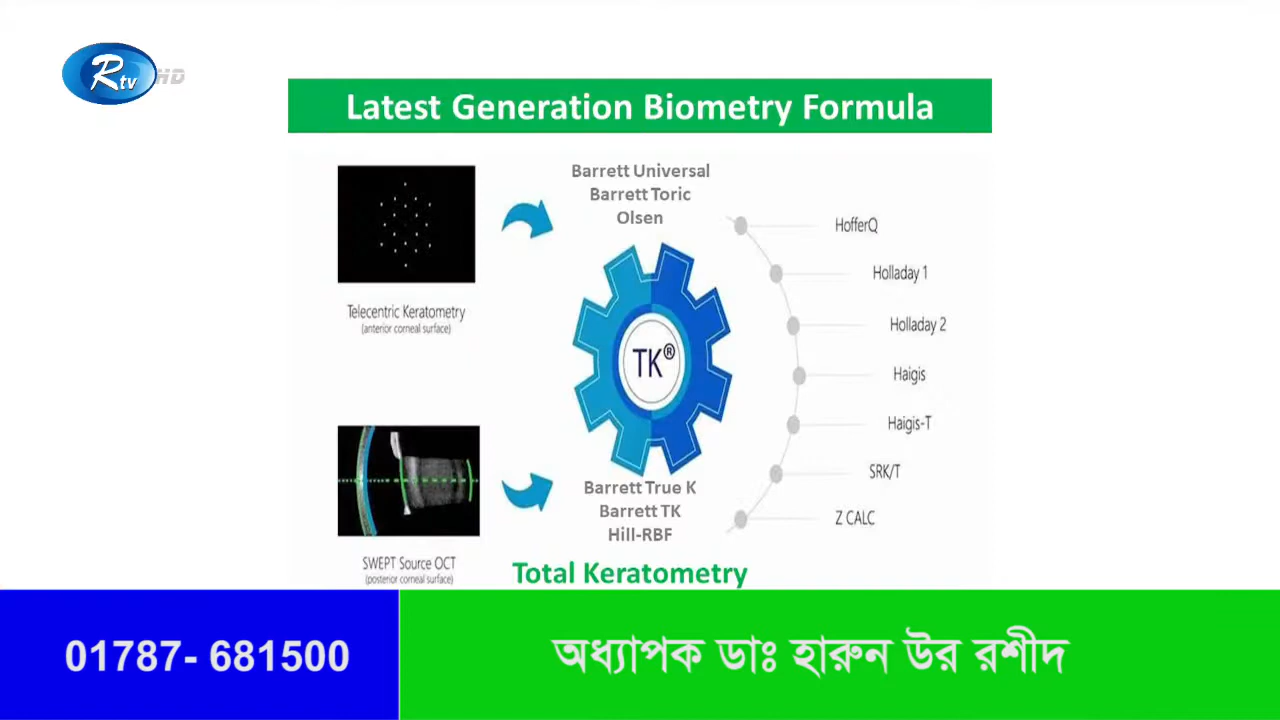 Rtv HD
Latest Generation Biometry Formula
Barrett Universal
Barrett Toric
Olsen
Telecentric Keratometry
(anterior corneal surface)
TK®
HofferQ
Holladay 1
Holladay 2
Haigis
Haigis-T
SRK/T
Z CALC
Barrett True K
Barrett TK
Hill-RBF
SWEPT Source OCT
(posterior corneal surface)
Total Keratometry
01787- 681500
অধ্যাপক ডাঃ হারুন উর রশীদ